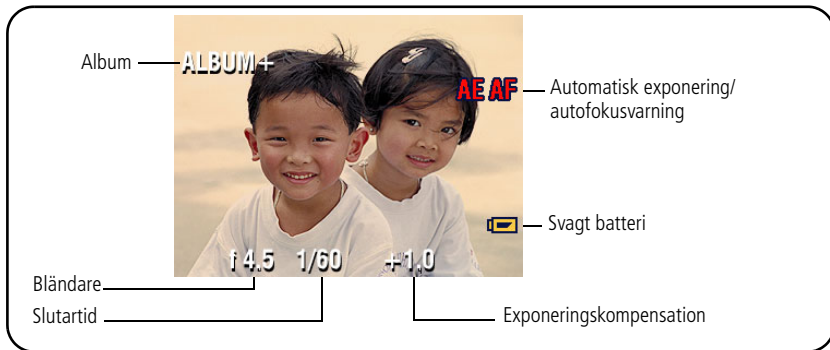 Album
ALBUM+
AE AF
Automatisk exponering/
autofokusvarning
Svagt batteri
f 4.5 1/60 +1.0
Bländare
Slutartid
Exponeringskompensation